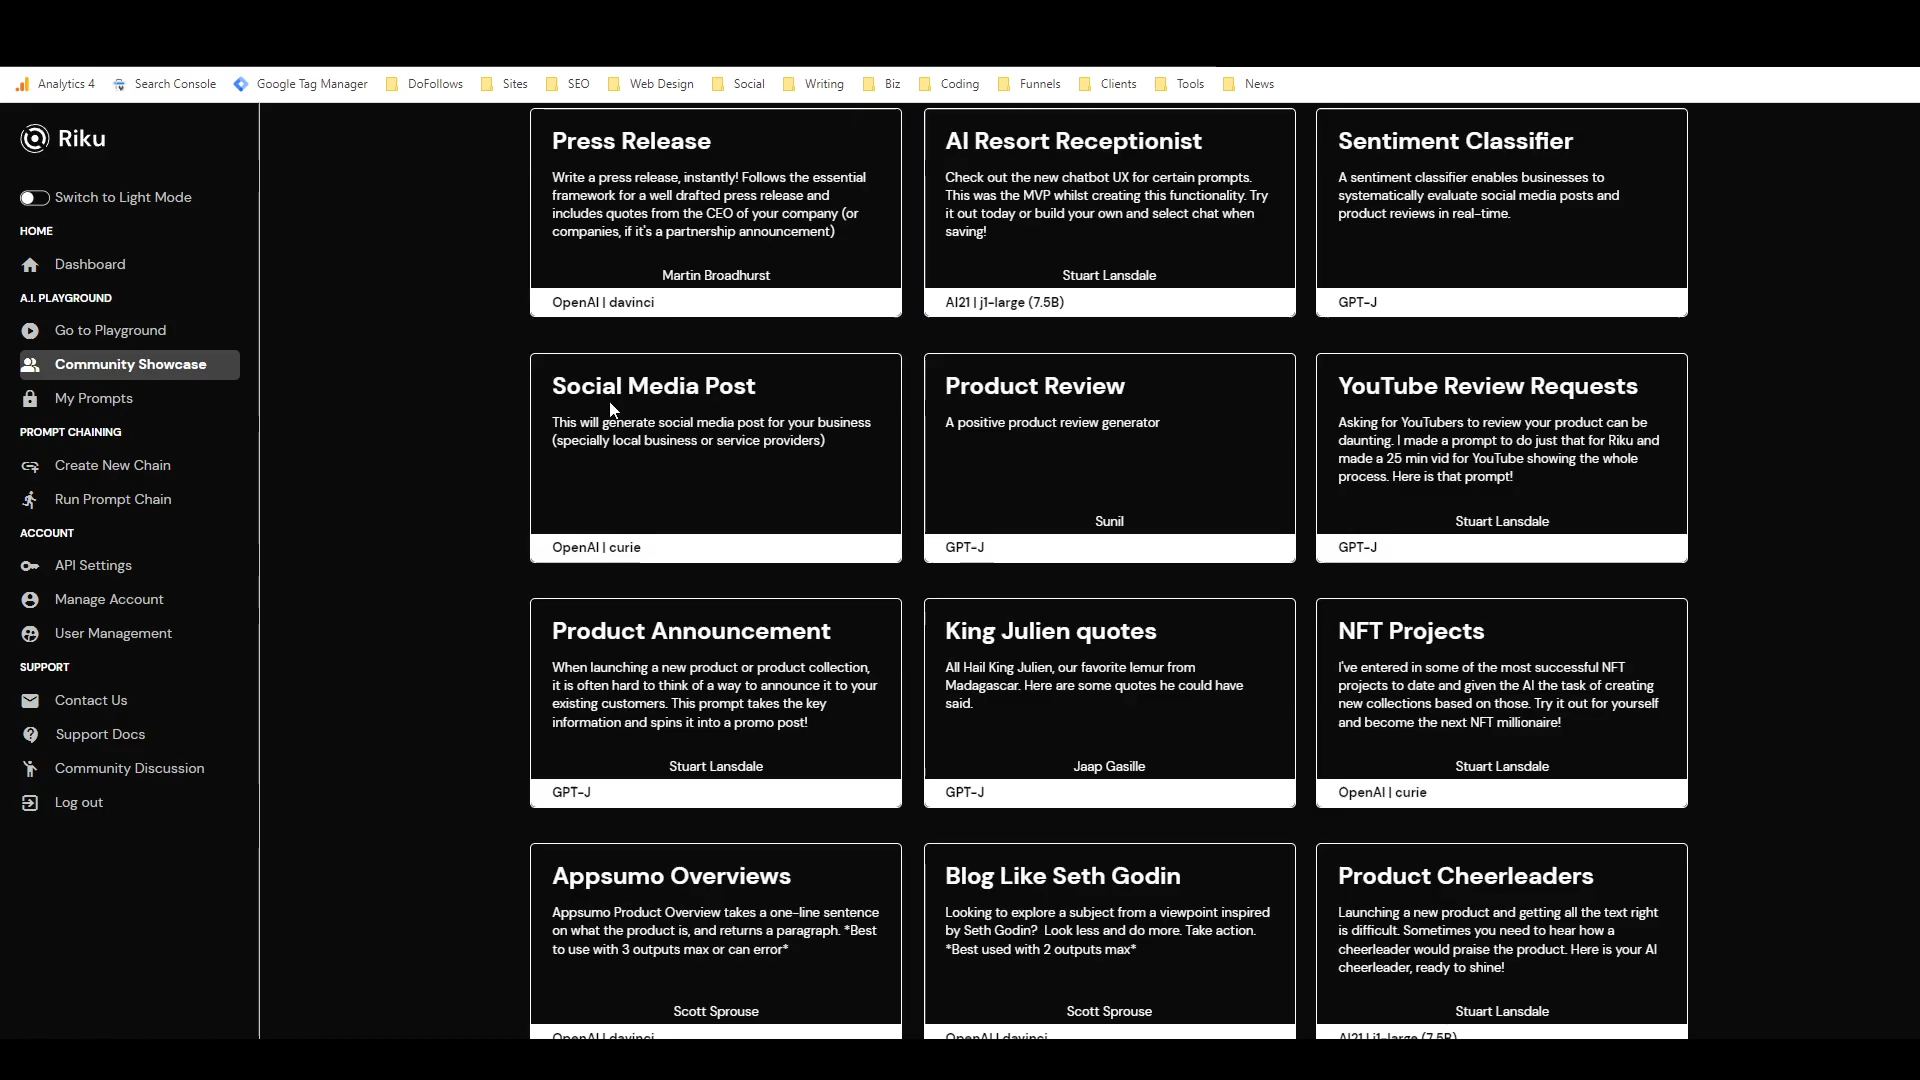 Analytics 4 Search Console Google Tag Manager DoFollows Sites SEO Web Design Social Writing Biz Coding Funnels Clients Tools News
Riku
Switch to Light Mode
HOME
Dashboard
A.I. PLAYGROUND
Go to Playground
Community Showcase
My Prompts
PROMPT CHAINING
Create New Chain
Run Prompt Chain
ACCOUNT
API Settings
Manage Account
User Management
SUPPORT
Contact Us
Support Docs
Community Discussion
Log out
Press Release
Write a press release, instantly! Follows the essential
framework for a well drafted press release and
includes quotes from the CEO of your company (or
companies, if it's a partnership announcement)
Martin Broadhurst
OpenAI | davinci
AI Resort Receptionist
Check out the new chatbot UX for certain prompts.
This was the MVP whilst creating this functionality. Try
it out today or build your own and select chat when
saving!
Stuart Lansdale
AI21 | j1-large (7.5B)
Sentiment Classifier
A sentiment classifier enables businesses to
systematically evaluate social media posts and
product reviews in real-time.
GPT-J
Social Media Post
This will generate social media post for your business
(specially local business or service providers)
OpenAI | curie
Product Review
A positive product review generator
Sunil
GPT-J
YouTube Review Requests
Asking for YouTubers to review your product can be
daunting. I made a prompt to do just that for Riku and
made a 25 min vid for YouTube showing the whole
process. Here is that prompt!
Stuart Lansdale
GPT-J
Product Announcement
When launching a new product or product collection,
it is often hard to think of a way to announce it to your
existing customers. This prompt takes the key
information and spins it into a promo post!
Stuart Lansdale
GPT-J
King Julien quotes
All Hail King Julien, our favorite lemur from
Madagascar. Here are some quotes he could have
said.
Jaap Gasille
GPT-J
NFT Projects
I've entered in some of the most successful NFT
projects to date and given the AI the task of creating
new collections based on those. Try it out for yourself
and become the next NFT millionaire!
Stuart Lansdale
OpenAI | curie
Appsumo Overviews
Appsumo Product Overview takes a one-line sentence
on what the product is, and returns a paragraph. *Best
to use with 3 outputs max or can error*
Scott Sprouse
OpenAI | davinci
Blog Like Seth Godin
Looking to explore a subject from a viewpoint inspired
by Seth Godin? Look less and do more. Take action.
*Best used with 2 outputs max*
Scott Sprouse
OpenAI | davinci
Product Cheerleaders
Launching a new product and getting all the text right
is difficult. Sometimes you need to hear how a
cheerleader would praise the product. Here is your AI
cheerleader, ready to shine!
Stuart Lansdale
AI21 | j1-large (7.5B)